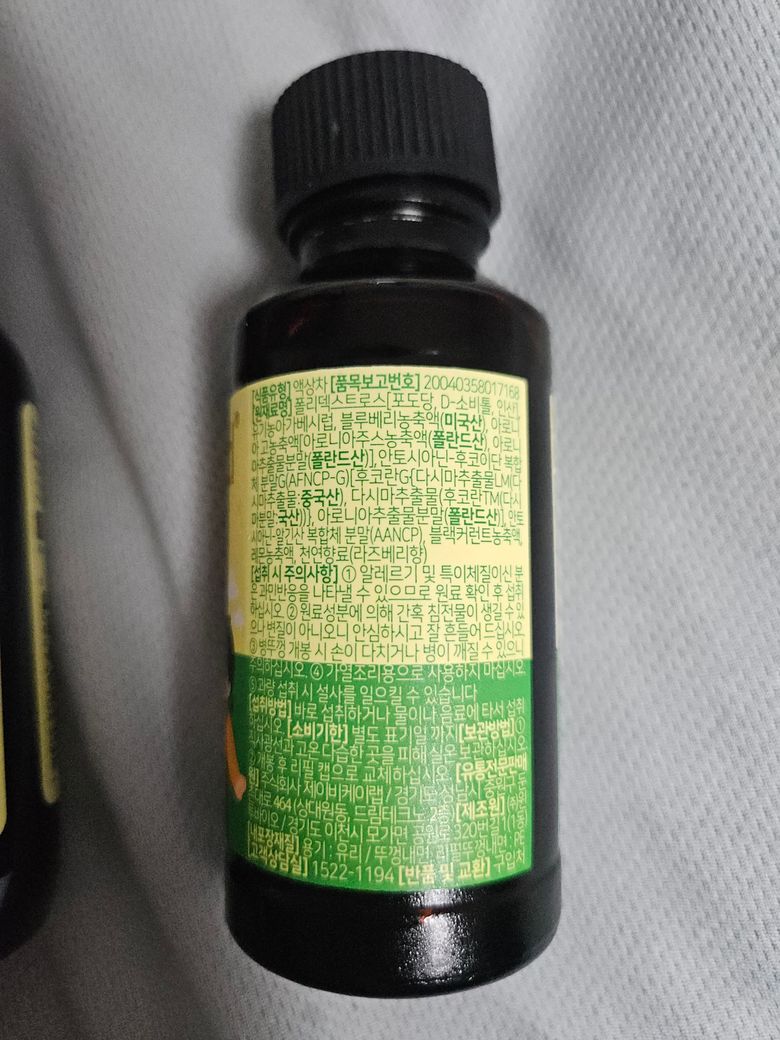 [식품유형] 액상차 [품목보고번호] 20040358017168
[원재료명] 폴리덱스트로스[포도당, D-소비톨, 인산],
유기농아가베시럽, 블루베리농축액(미국산), 아로니
아고농축액[아로니아주스농축액(폴란드산), 아로니
아추출물분말(폴란드산)], 안토시아닌-후코이단 복합
체 분말G(AFNCP-G)[후코란G{다시마추출물LM(다
시마추출물:중국산), 다시마추출물(후코란TM(다시
마분말:국산))}, 아로니아추출물분말(폴란드산)], 안토
시아닌-알기산 복합체 분말(AANCP), 블랙커런트농축액,
레몬농축액, 천연향료(라즈베리향)
[섭취 시 주의사항] ① 알레르기 및 특이체질이신 분
은 과민반응을 나타낼 수 있으므로 원료 확인 후 섭취
하십시오. ② 원료성분에 의해 간혹 침전물이 생길 수 있
으나 변질이 아니오니 안심하시고 잘 흔들어 드십시오.
③ 병뚜껑 개봉 시 손이 다치거나 병이 깨질 수 있으니
주의하십시오. ④ 가열조리용으로 사용하지 마십시오.
⑤ 과량 섭취 시 설사를 일으킬 수 있습니다
[섭취방법] 바로 섭취하거나 물이나 음료에 타서 섭취
하십시오. [소비기한] 별도 표기일 까지 [보관방법] ①
직사광선과 고온 다습한 곳을 피해 실온 보관하십시오.
② 개봉 후 리필 캡으로 교체하십시오. [유통전문판매
원] 주식회사 제이비케이랩 / 경기도 성남시 중원구 둔
촌대로 464 (상대원동, 드림테크노 2층) [제조원] ㈜
바이오 / 경기도 이천시 모가면 공원로 320번길 (1동)
[내포장재질] 용기 : 유리 / 뚜껑내면, 리필뚜껑내면 : PE
[고객상담실] 1522-1194 [반품 및 교환] 구입처